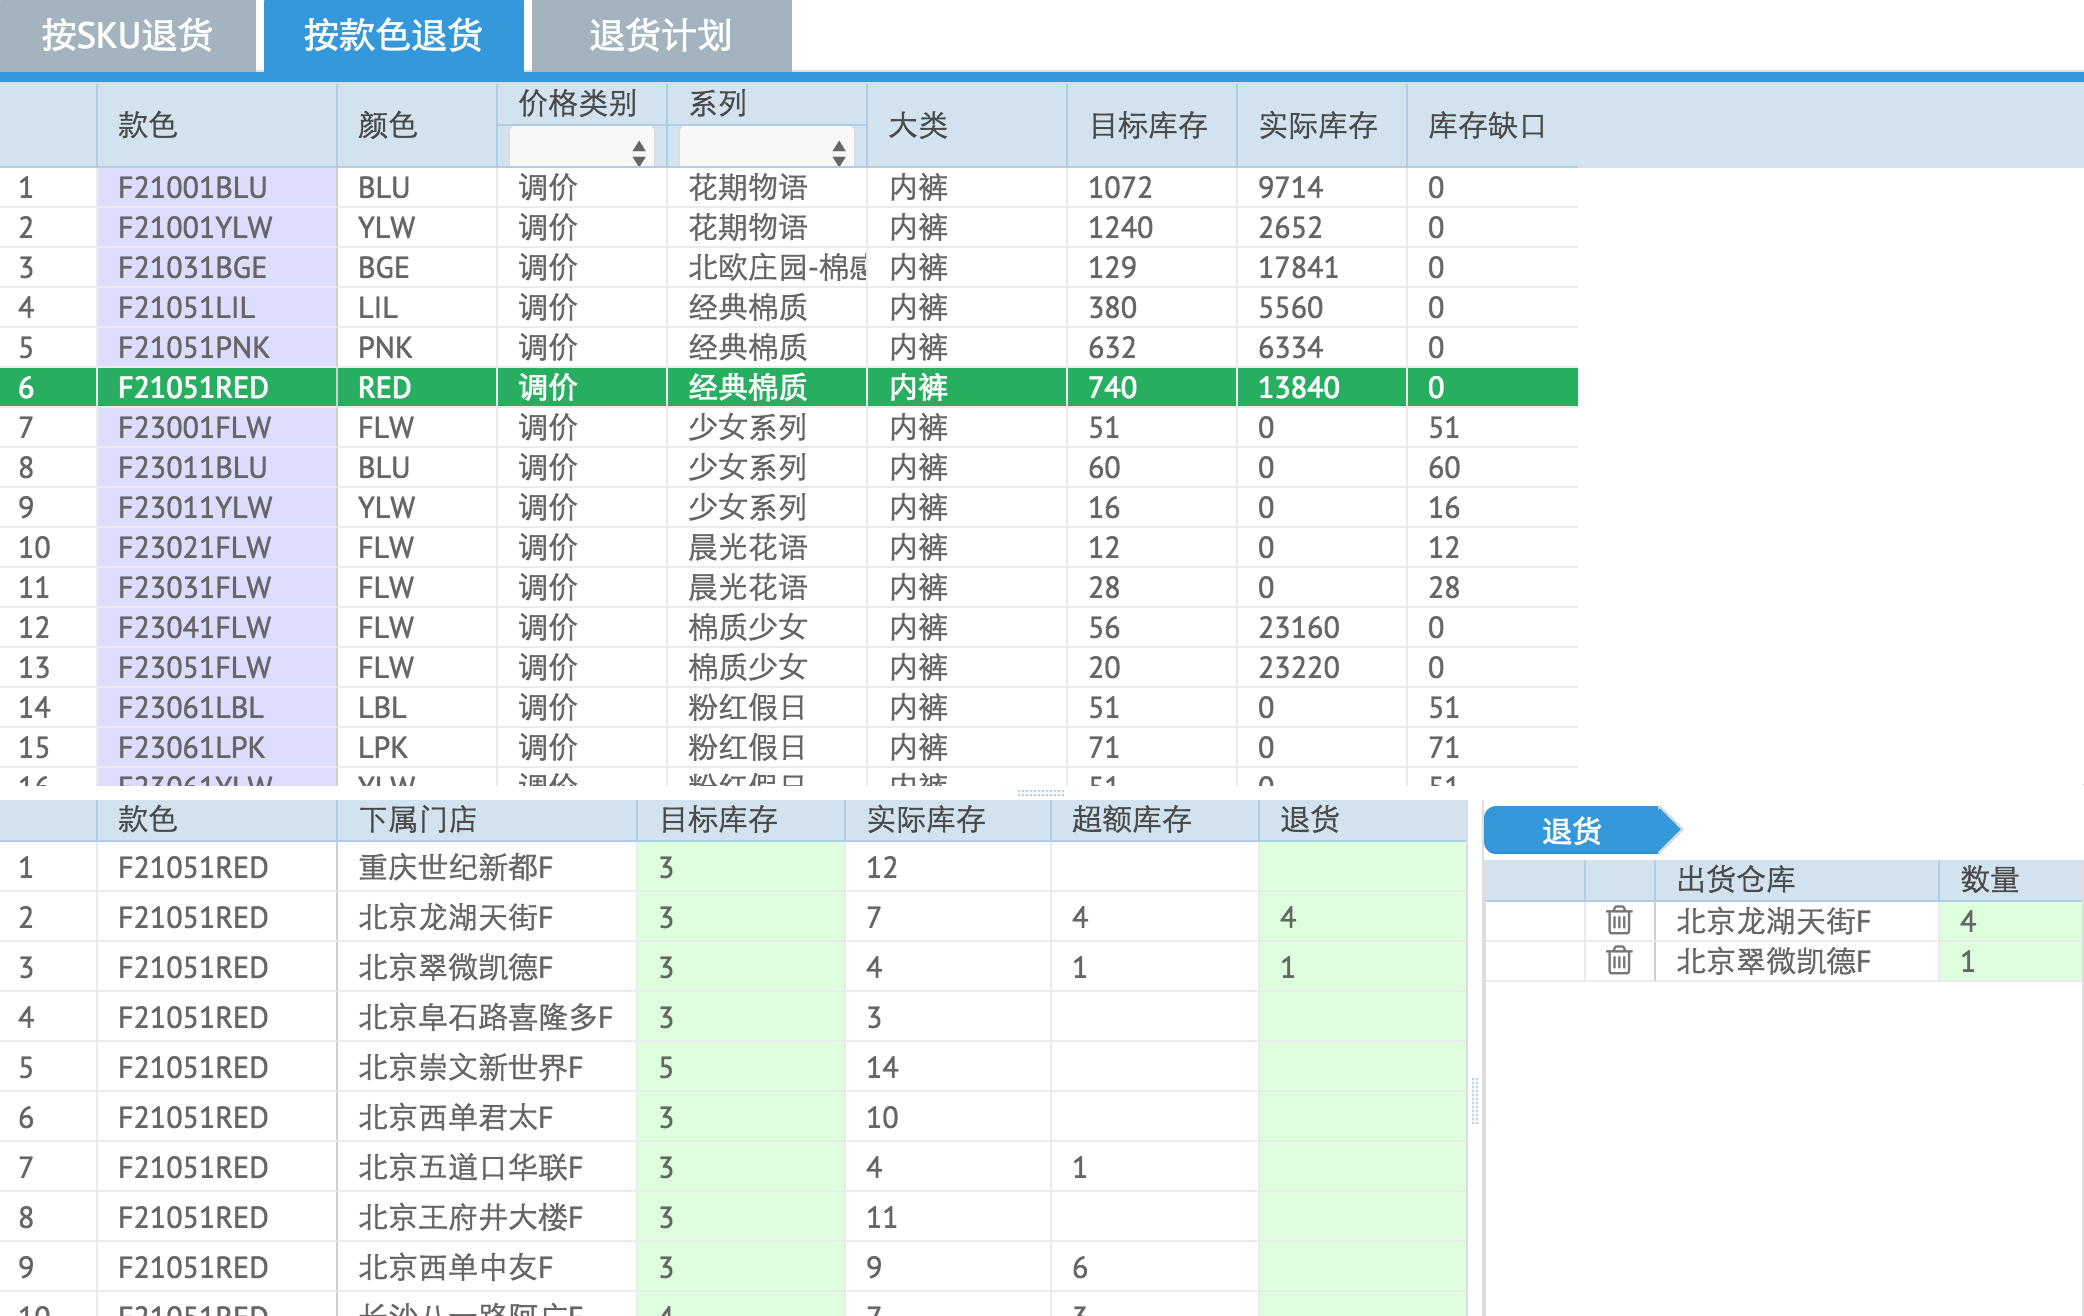 按SKU退货 按款色退货 退货计划
款色 颜色 价格类别 系列 大类 目标库存 实际库存 库存缺口
1 F21001BLU BLU 调价 花期物语 内裤 1072 9714 0
2 F21001YLW YLW 调价 花期物语 内裤 1240 2652 0
3 F21031BGE BGE 调价 北欧庄园-棉感 内裤 129 17841 0
4 F21051LIL LIL 调价 经典棉质 内裤 380 5560 0
5 F21051PNK PNK 调价 经典棉质 内裤 632 6334 0
6 F21051RED RED 调价 经典棉质 内裤 740 13840 0
7 F23001FLW FLW 调价 少女系列 内裤 51 0 51
8 F23011BLU BLU 调价 少女系列 内裤 60 0 60
9 F23011YLW YLW 调价 少女系列 内裤 16 0 16
10 F23021FLW FLW 调价 晨光花语 内裤 12 0 12
11 F23031FLW FLW 调价 晨光花语 内裤 28 0 28
12 F23041FLW FLW 调价 棉质少女 内裤 56 23160 0
13 F23051FLW FLW 调价 棉质少女 内裤 20 23220 0
14 F23061LBL LBL 调价 粉红假日 内裤 51 0 51
15 F23061LPK LPK 调价 粉红假日 内裤 71 0 71
16 F23061YLW YLW 调价 粉红假日 内裤 51 0 51
款色 下属门店 目标库存 实际库存 超额库存 退货
1 F21051RED 重庆世纪新都F 3 12
2 F21051RED 北京龙湖天街F 3 7 4 4
3 F21051RED 北京翠微凯德F 3 4 1 1
4 F21051RED 北京阜石路喜隆多F 3 3
5 F21051RED 北京崇文新世界F 5 14
6 F21051RED 北京西单君太F 3 10
7 F21051RED 北京五道口华联F 3 4 1
8 F21051RED 北京王府井大楼F 3 11
9 F21051RED 北京西单中友F 3 9 6
10 F21051RED 4 7 3
退货
出货仓库 数量
北京龙湖天街F 4
北京翠微凯德F 1